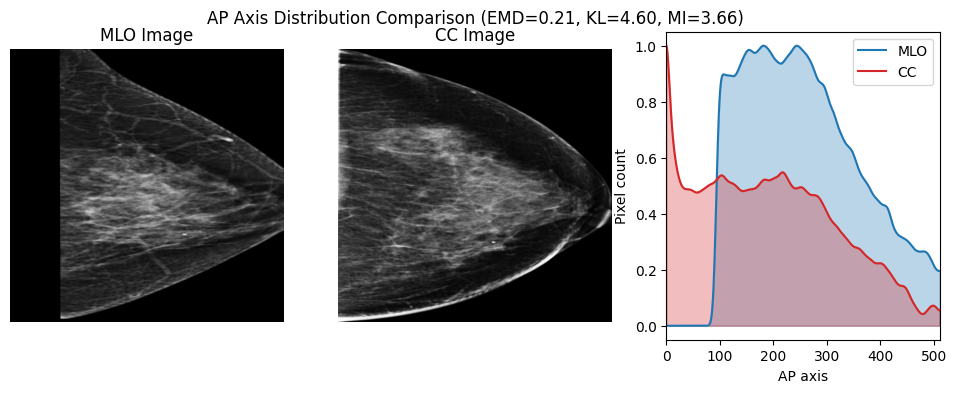 AP Axis Distribution Comparison (EMD=0.21, KL=4.60, MI=3.66)
MLO Image
CC Image
MLO
CC
1.0
0.8
0.6
0.4
0.2
0.0
Pixel count
0
100
200
300
400
500
AP axis